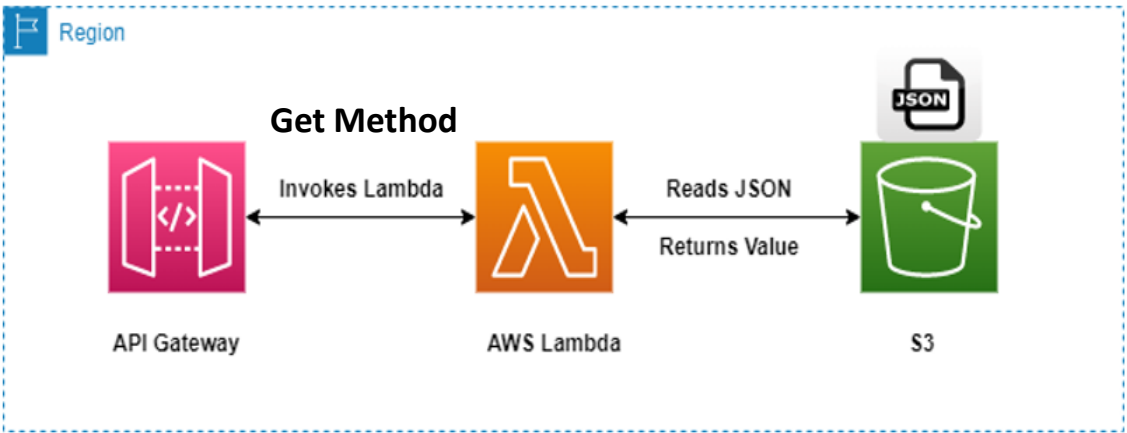 Region
JSON
Get Method
Invokes Lambda
Reads JSON
</>
Returns Value
API Gateway
AWS Lambda
S3